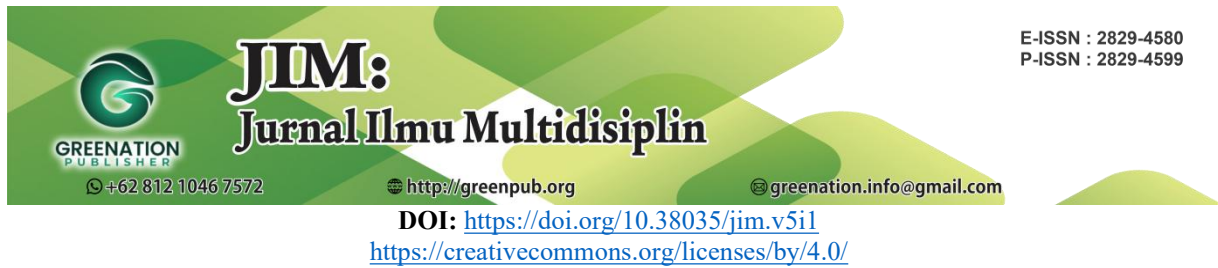 E-ISSN : 2829-4580
P-ISSN : 2829-4599
JIM:
Jurnal Ilmu Multidisiplin
GREENATION
PUBLISHER
+62 812 1046 7572
http://greenpub.org
greenation.info@gmail.com
DOI: https://doi.org/10.38035/jim.v5i1
https://creativecommons.org/licenses/by/4.0/